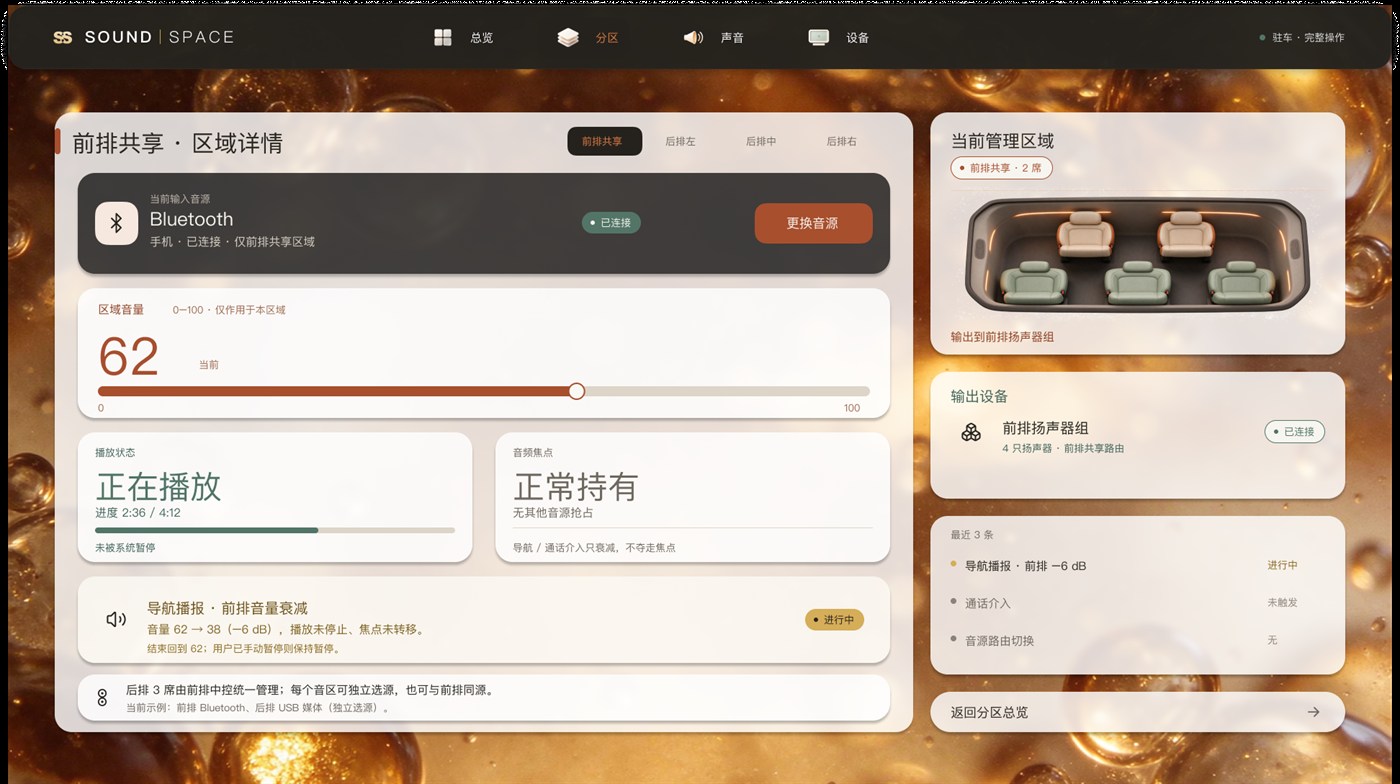 SS SOUND | SPACE
总览
分区
声音
设备
驻车 · 完整操作
前排共享 · 区域详情
前排共享
后排左
后排中
后排右
当前输入音源
Bluetooth
手机 · 已连接 · 仅前排共享区域
已连接
更换音源
区域音量
0—100 · 仅作用于本区域
62
当前
0
100
播放状态
正在播放
进度 2:36 / 4:12
未被系统暂停
音频焦点
正常持有
无其他音源抢占
导航 / 通话介入只衰减，不夺走焦点
导航播报 · 前排音量衰减
音量 62 → 38（−6 dB），播放未停止、焦点未转移。
结束回到 62；用户已手动暂停则保持暂停。
进行中
后排 3 席由前排中控统一管理；每个音区可独立选源，也可与前排同源。
当前示例：前排 Bluetooth、后排 USB 媒体（独立选源）。
当前管理区域
前排共享 · 2 席
输出到前排扬声器组
输出设备
前排扬声器组
4 只扬声器 · 前排共享路由
已连接
最近 3 条
导航播报 · 前排 −6 dB
进行中
通话介入
未触发
音源路由切换
无
返回分区总览